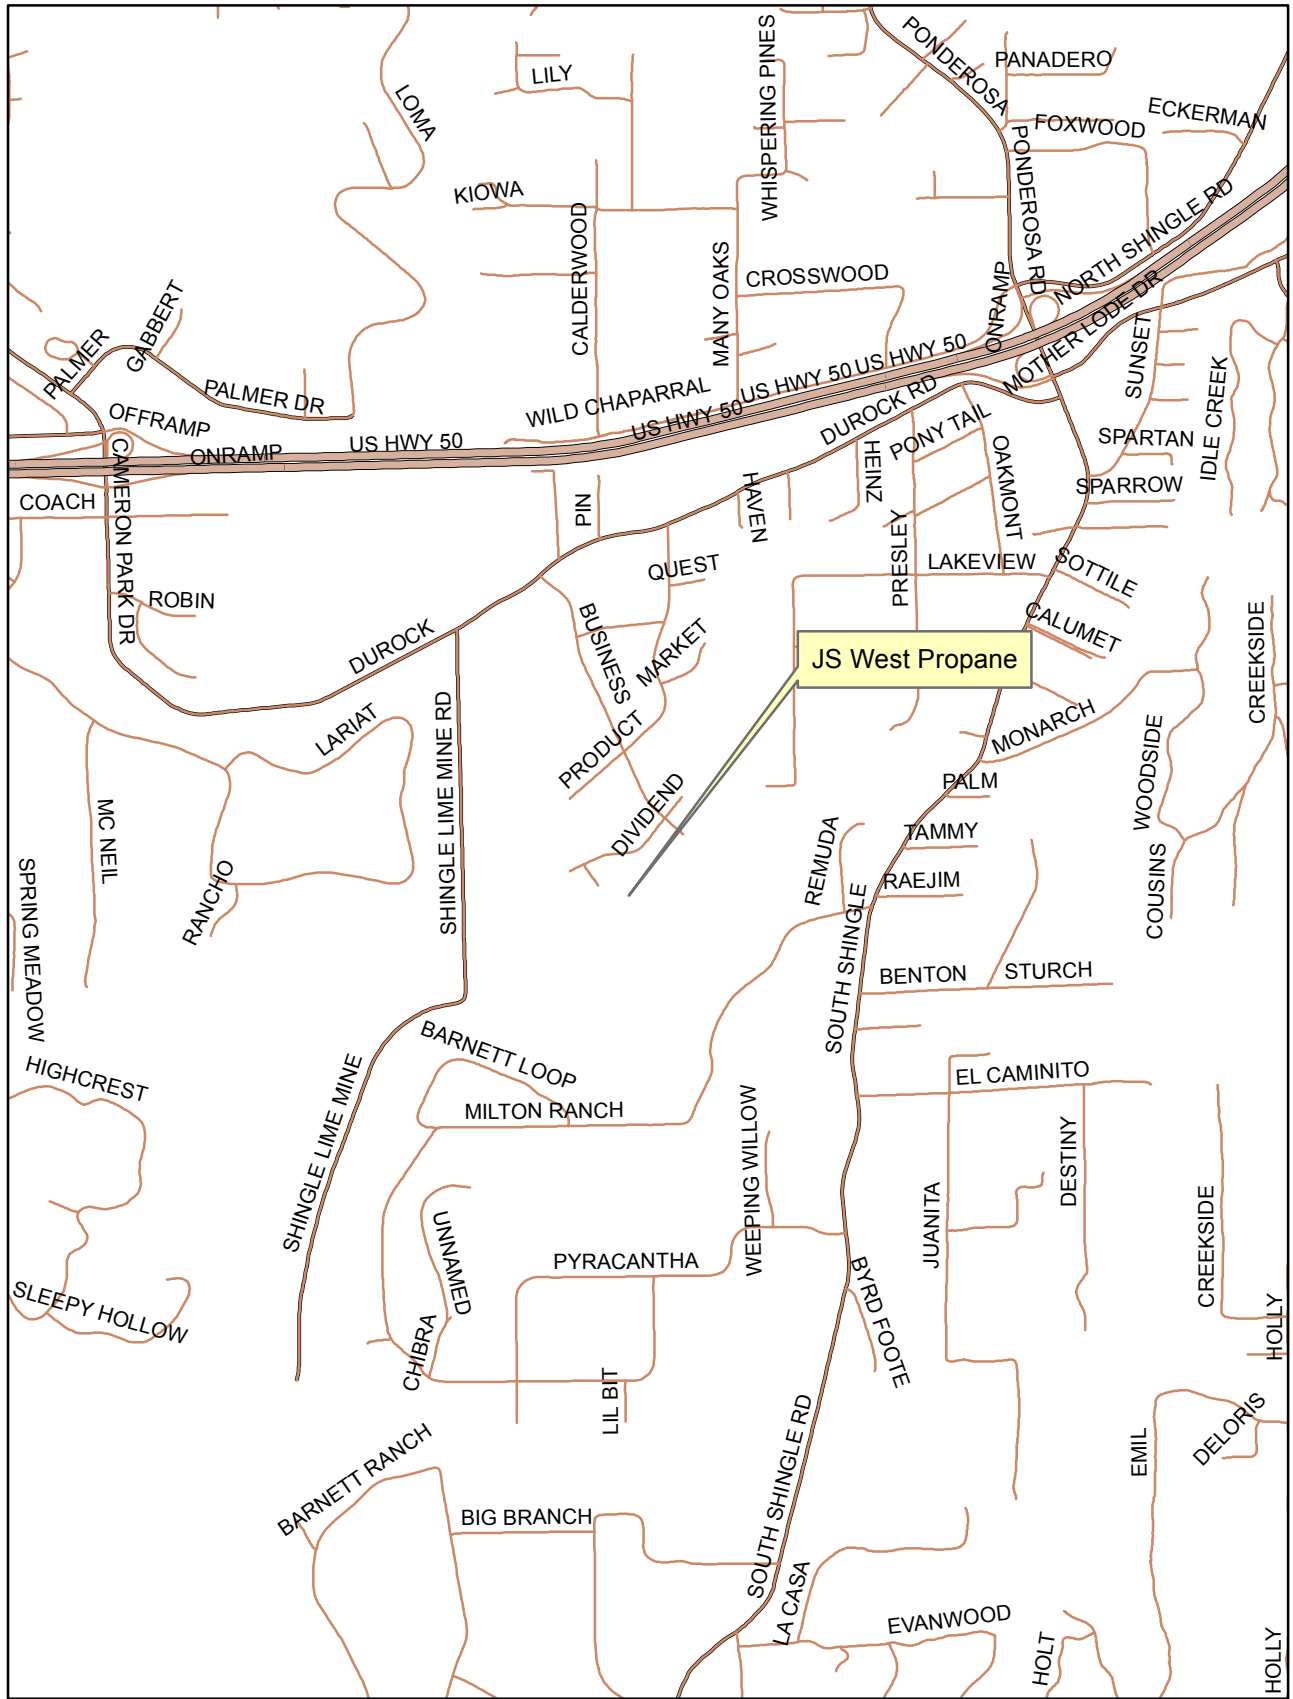 PONDEROSA
PANADERO
WHISPERING PINES
LILY
LOMA
ECKERMAN
FOXWOOD
PONDEROSA RD
KIOWA
CALDERWOOD
MANY OAKS
CROSSWOOD
ONRAMP
NORTH SHINGLE RD
MOTHER LODE DR
GABBERT
PALMER
PALMER DR
OFFRAMP
WILD CHAPARRAL
US HWY 50
US HWY 50
US HWY 50
US HWY 50
ONRAMP
DUROCK RD
SUNSET
IDLE CREEK
CAMERON PARK DR
COACH
PIN
HAVEN
HEINZ
PONY TAIL
OAKMONT
SPARTAN
SPARROW
PRESLEY
LAKEVIEW
SOTTILE
QUEST
ROBIN
BUSINESS
MARKET
CALUMET
CREEKSIDE
DUROCK
JS West Propane
LARIAT
SHINGLE LIME MINE RD
PRODUCT
MONARCH
WOODSIDE
PALM
DIVIDEND
MC NEIL
TAMMY
REMUDA
RAEJIM
SPRING MEADOW
RANCHO
COUSINS
SOUTH SHINGLE
BENTON
STURCH
BARNETT LOOP
HIGHCREST
SHINGLE LIME MINE
MILTON RANCH
EL CAMINITO
WEEPING WILLOW
DESTINY
JUANITA
UNNAMED
PYRACANTHA
CREEKSIDE
BYRD FOOTE
SLEEPY HOLLOW
CHIBRA
HOLLY
LIL BIT
DELORIS
EMIL
BARNETT RANCH
BIG BRANCH
SOUTH SHINGLE RD
LA CASA
EVANWOOD
HOLT
HOLLY